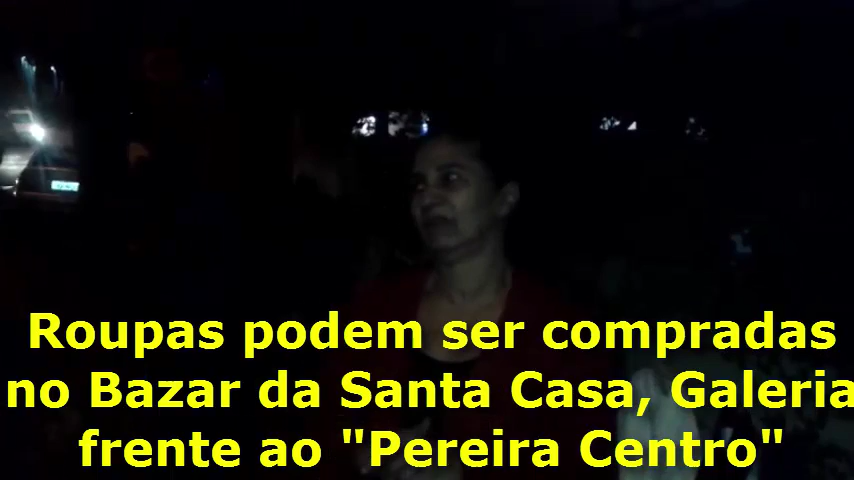 Roupas podem ser compradas
no Bazar da Santa Casa, Galeria
frente ao "Pereira Centro"